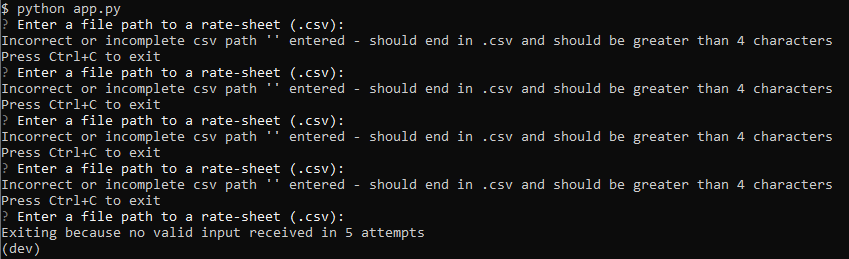 $ python app.py
? Enter a file path to a rate-sheet (.csv):
Incorrect or incomplete csv path '' entered - should end in .csv and should be greater than 4 characters
Press Ctrl+C to exit
? Enter a file path to a rate-sheet (.csv):
Incorrect or incomplete csv path '' entered - should end in .csv and should be greater than 4 characters
Press Ctrl+C to exit
? Enter a file path to a rate-sheet (.csv):
Incorrect or incomplete csv path '' entered - should end in .csv and should be greater than 4 characters
Press Ctrl+C to exit
? Enter a file path to a rate-sheet (.csv):
Incorrect or incomplete csv path '' entered - should end in .csv and should be greater than 4 characters
Press Ctrl+C to exit
? Enter a file path to a rate-sheet (.csv):
Exiting because no valid input received in 5 attempts
(dev)